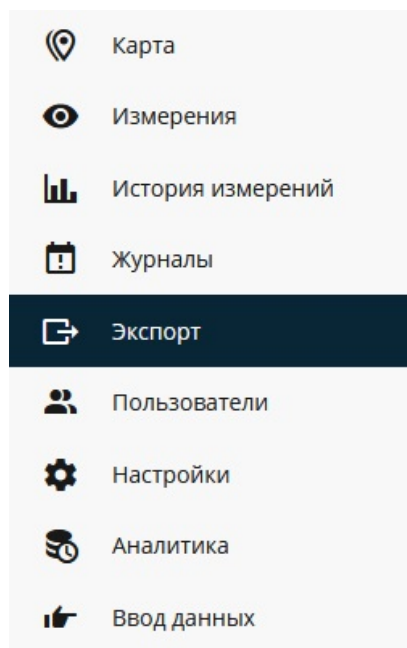 Карта
Измерения
История измерений
Журналы
Экспорт
Пользователи
Настройки
Аналитика
Ввод данных